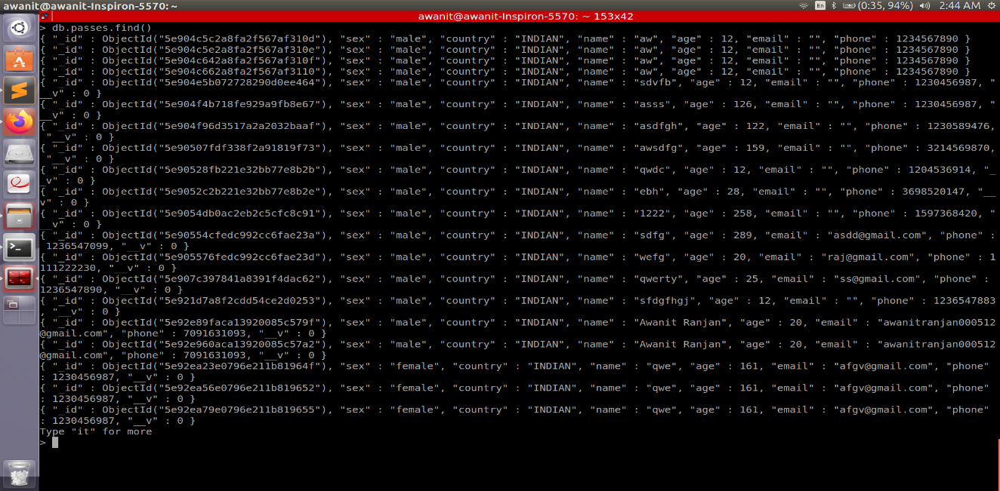 awanit@awanit-Inspiron-5570: ~
En
(0:35, 94%)
2:44 AM
awanit@awanit-Inspiron-5570: ~ 153x42
> db.passes.find()
{ "_id" : ObjectId("5e904c5c2a8fa2f567af310d"), "sex" : "male", "country" : "INDIAN", "name" : "aw", "age" : 12, "email" : "", "phone" : 1234567890 }
{ "_id" : ObjectId("5e904c5e2a8fa2f567af310e"), "sex" : "male", "country" : "INDIAN", "name" : "aw", "age" : 12, "email" : "", "phone" : 1234567890 }
{ "_id" : ObjectId("5e904c642a8fa2f567af310f"), "sex" : "male", "country" : "INDIAN", "name" : "aw", "age" : 12, "email" : "", "phone" : 1234567890 }
{ "_id" : ObjectId("5e904c662a8fa2f567af3110"), "sex" : "male", "country" : "INDIAN", "name" : "aw", "age" : 12, "email" : "", "phone" : 1234567890 }
{ "_id" : ObjectId("5e904e5b072728290d0ee464"), "sex" : "male", "country" : "INDIAN", "name" : "sdvfb", "age" : 12, "email" : "", "phone" : 1230456987, "
__v" : 0 }
{ "_id" : ObjectId("5e904f4b718fe929a9fb8e67"), "sex" : "male", "country" : "INDIAN", "name" : "asss", "age" : 126, "email" : "", "phone" : 1230456987, "
__v" : 0 }
{ "_id" : ObjectId("5e904f96d3517a2a2032baaf"), "sex" : "male", "country" : "INDIAN", "name" : "asdfgh", "age" : 122, "email" : "", "phone" : 1230589476,
 "__v" : 0 }
{ "_id" : ObjectId("5e90507fdf338f2a91819f73"), "sex" : "male", "country" : "INDIAN", "name" : "awsdfg", "age" : 159, "email" : "", "phone" : 3214569870,
 "__v" : 0 }
{ "_id" : ObjectId("5e90528fb221e32bb77e8b2b"), "sex" : "male", "country" : "INDIAN", "name" : "qwdc", "age" : 12, "email" : "", "phone" : 1204536914, "_
_v" : 0 }
{ "_id" : ObjectId("5e9052c2b221e32bb77e8b2e"), "sex" : "male", "country" : "INDIAN", "name" : "ebh", "age" : 28, "email" : "", "phone" : 3698520147, "__
v" : 0 }
{ "_id" : ObjectId("5e9054db0ac2eb2c5cfc8c91"), "sex" : "male", "country" : "INDIAN", "name" : "1222", "age" : 258, "email" : "", "phone" : 1597368420, "
__v" : 0 }
{ "_id" : ObjectId("5e90554cfedc992cc6fae23a"), "sex" : "male", "country" : "INDIAN", "name" : "sdfg", "age" : 289, "email" : "asdd@gmail.com", "phone" :
 1236547099, "__v" : 0 }
{ "_id" : ObjectId("5e905576fedc992cc6fae23d"), "sex" : "male", "country" : "INDIAN", "name" : "wefg", "age" : 20, "email" : "raj@gmail.com", "phone" : 1
111222230, "__v" : 0 }
{ "_id" : ObjectId("5e907c397841a8391f4dac62"), "sex" : "male", "country" : "INDIAN", "name" : "qwerty", "age" : 25, "email" : "ss@gmail.com", "phone" :
1236547890, "__v" : 0 }
{ "_id" : ObjectId("5e921d7a8f2cdd54ce2d0253"), "sex" : "male", "country" : "INDIAN", "name" : "sfdgfhgj", "age" : 12, "email" : "", "phone" : 1236547883
, "__v" : 0 }
{ "_id" : ObjectId("5e92e89faca13920085c579f"), "sex" : "male", "country" : "INDIAN", "name" : "Awanit Ranjan", "age" : 20, "email" : "awanitranjan000512
@gmail.com", "phone" : 7091631093, "__v" : 0 }
{ "_id" : ObjectId("5e92e960aca13920085c57a2"), "sex" : "male", "country" : "INDIAN", "name" : "Awanit Ranjan", "age" : 20, "email" : "awanitranjan000512
@gmail.com", "phone" : 7091631093, "__v" : 0 }
{ "_id" : ObjectId("5e92ea23e0796e211b81964f"), "sex" : "female", "country" : "INDIAN", "name" : "qwe", "age" : 161, "email" : "afgv@gmail.com", "phone"
: 1230456987, "__v" : 0 }
{ "_id" : ObjectId("5e92ea56e0796e211b819652"), "sex" : "female", "country" : "INDIAN", "name" : "qwe", "age" : 161, "email" : "afgv@gmail.com", "phone"
: 1230456987, "__v" : 0 }
{ "_id" : ObjectId("5e92ea79e0796e211b819655"), "sex" : "female", "country" : "INDIAN", "name" : "qwe", "age" : 161, "email" : "afgv@gmail.com", "phone"
: 1230456987, "__v" : 0 }
Type "it" for more
>